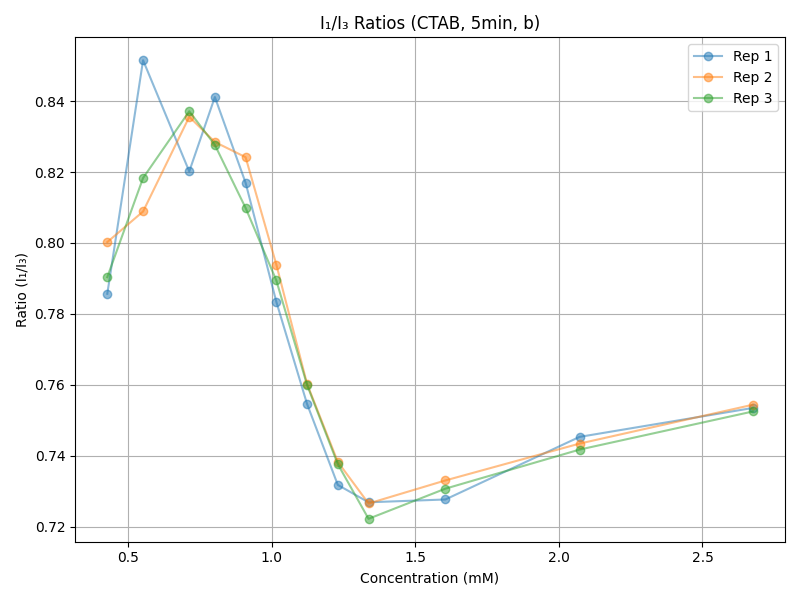 I₁/I₃ Ratios (CTAB, 5min, b)
Rep 1
Rep 2
Rep 3
Ratio (I₁/I₃)
0.84
0.82
0.80
0.78
0.76
0.74
0.72
0.5
1.0
1.5
2.0
2.5
Concentration (mM)